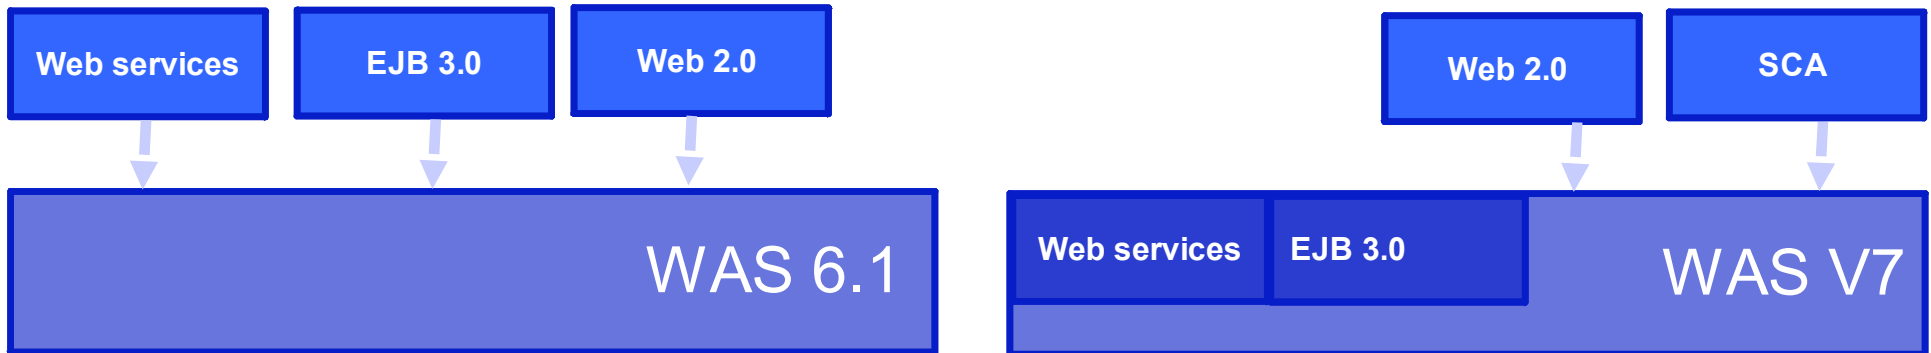 Web services
EJB 3.0
Web 2.0
WAS 6.1
Web 2.0
SCA
Web services
EJB 3.0
WAS V7